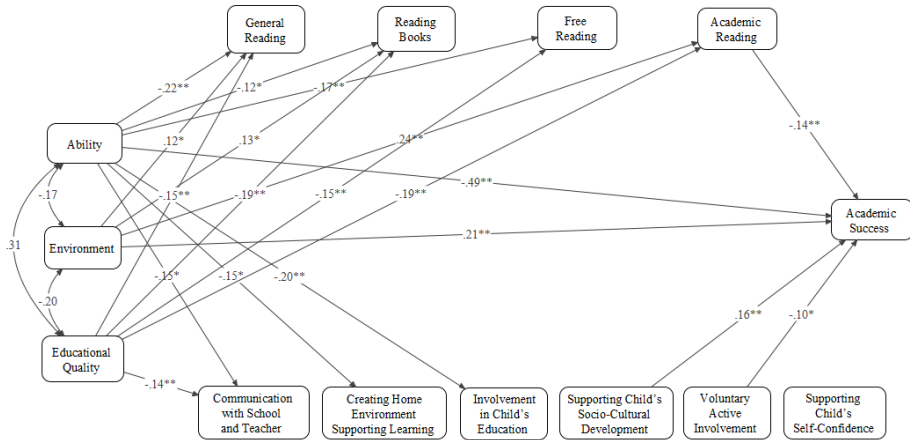 General
Reading
Reading
Books
Free
Reading
Academic
Reading
-.22**
-.12*
-.17**
-.14**
Ability
.12*
.13*
.24**
-.17
-.15**
-.19**
-.15**
-.19**
-.49**
Academic
Success
.31
Environment
.21**
-.15*
-.15*
-.20**
-.20
.16**
-.10*
Educational
Quality
-.14**
Communication
with School
and Teacher
Creating Home
Environment
Supporting Learning
Involvement
in Child's
Education
Supporting Child's
Socio-Cultural
Development
Voluntary
Active
Involvement
Supporting
Child's
Self-Confidence